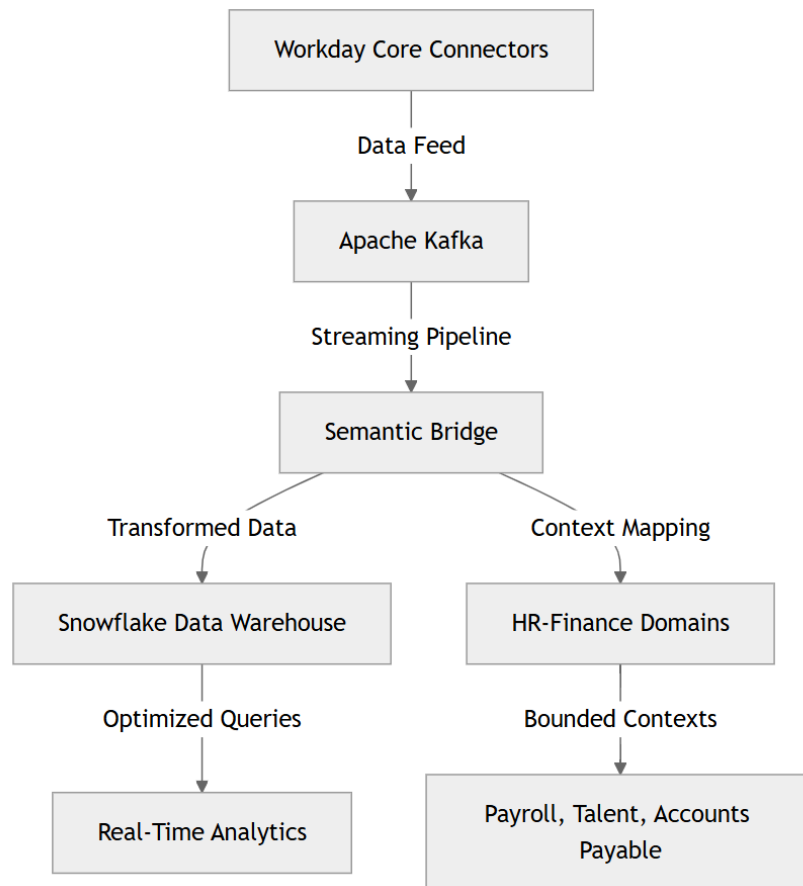 Workday Core Connectors
Data Feed
Apache Kafka
Streaming Pipeline
Semantic Bridge
Transformed Data
Context Mapping
Snowflake Data Warehouse
HR-Finance Domains
Optimized Queries
Bounded Contexts
Real-Time Analytics
Payroll, Talent, Accounts
Payable